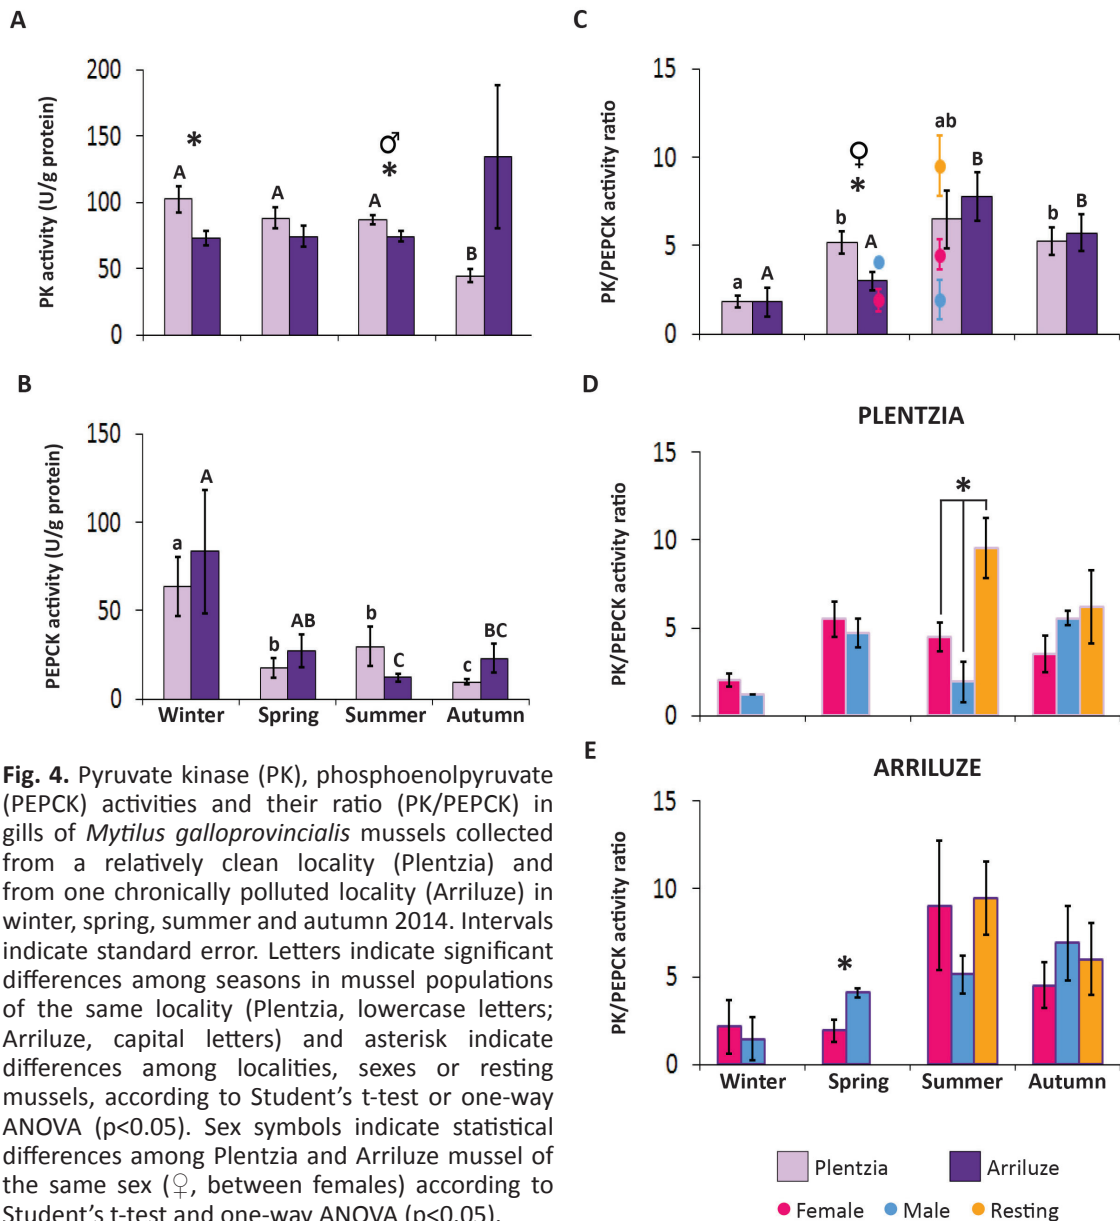 A
PK activity (U/g protein)
200
150
100
50
0
*
A
A
♂
*
A
B
B
PEPCK activity (U/g protein)
150
100
50
0
a
A
b
AB
b
C
c
BC
Winter
Spring
Summer
Autumn
C
PK/PEPCK activity ratio
15
10
5
0
a
A
♀
*
b
A
ab
B
b
B
D
PLENTZIA
PK/PEPCK activity ratio
15
10
5
0
*
E
ARRILUZE
PK/PEPCK activity ratio
15
10
5
0
*
Winter
Spring
Summer
Autumn
Plentzia
Arriluze
Female
Male
Resting
Fig. 4. Pyruvate kinase (PK), phosphoenolpyruvate
(PEPCK) activities and their ratio (PK/PEPCK) in
gills of Mytilus galloprovincialis mussels collected
from a relatively clean locality (Plentzia) and
from one chronically polluted locality (Arriluze) in
winter, spring, summer and autumn 2014. Intervals
indicate standard error. Letters indicate significant
differences among seasons in mussel populations
of the same locality (Plentzia, lowercase letters;
Arriluze, capital letters) and asterisk indicate
differences among localities, sexes or resting
mussels, according to Student's t-test or one-way
ANOVA (p<0.05). Sex symbols indicate statistical
differences among Plentzia and Arriluze mussel of
the same sex (♀, between females) according to
Student's t-test and one-way ANOVA (p<0.05).